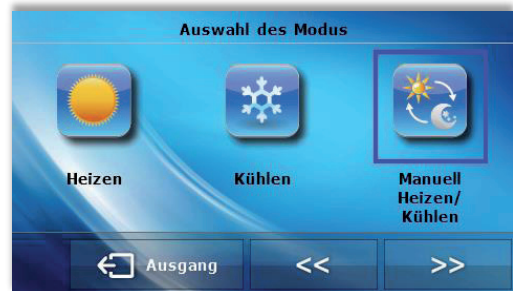 Auswahl des Modus
Heizen
Kühlen
Manuell
Heizen/
Kühlen
Ausgang
<<
>>